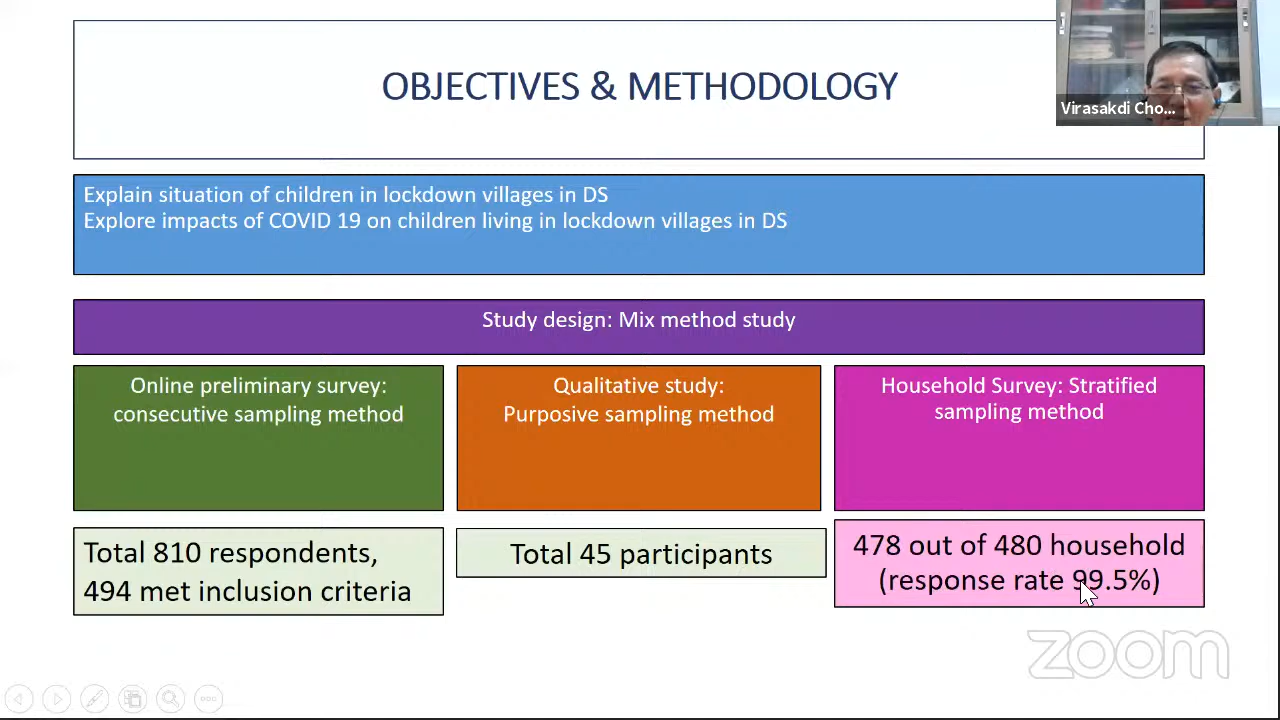 OBJECTIVES & METHODOLOGY
Virasakdi Cho...
Explain situation of children in lockdown villages in DS
Explore impacts of COVID 19 on children living in lockdown villages in DS
Study design: Mix method study
Online preliminary survey:
consecutive sampling method
Qualitative study:
Purposive sampling method
Household Survey: Stratified
sampling method
Total 810 respondents,
494 met inclusion criteria
Total 45 participants
478 out of 480 household
(response rate 99.5%)
zoom